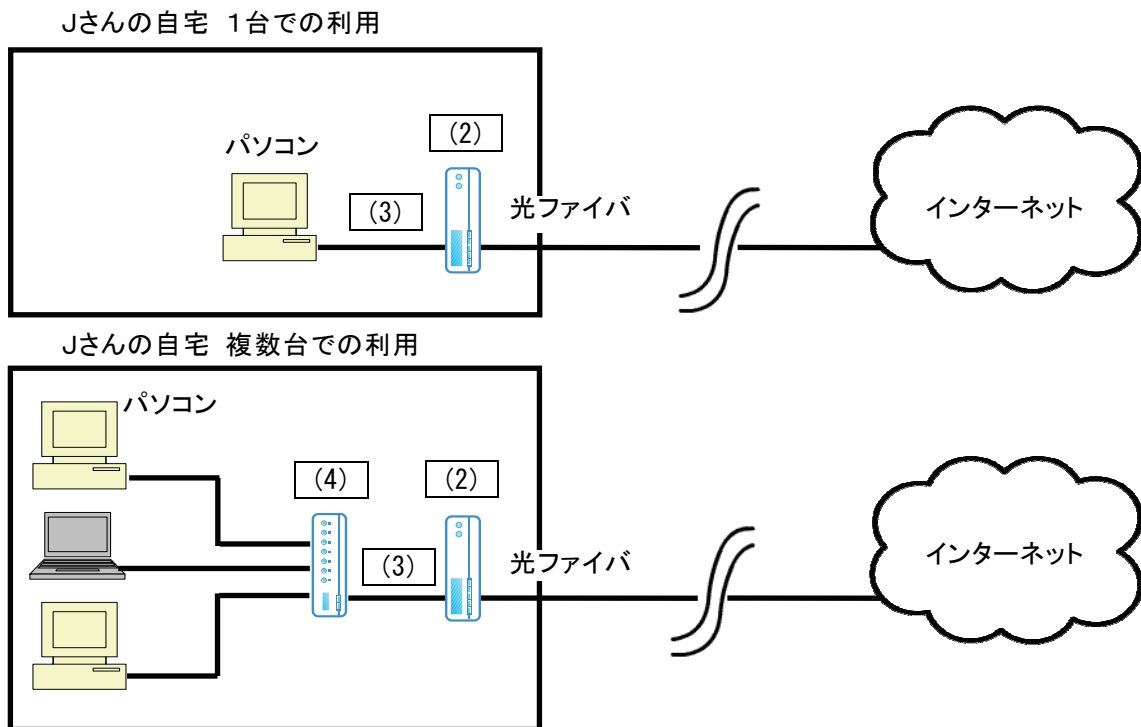 Jさんの自宅 1台での利用
パソコン
(2)
(3)
光ファイバ
インターネット
Jさんの自宅 複数台での利用
パソコン
(4)
(2)
(3)
光ファイバ
インターネット